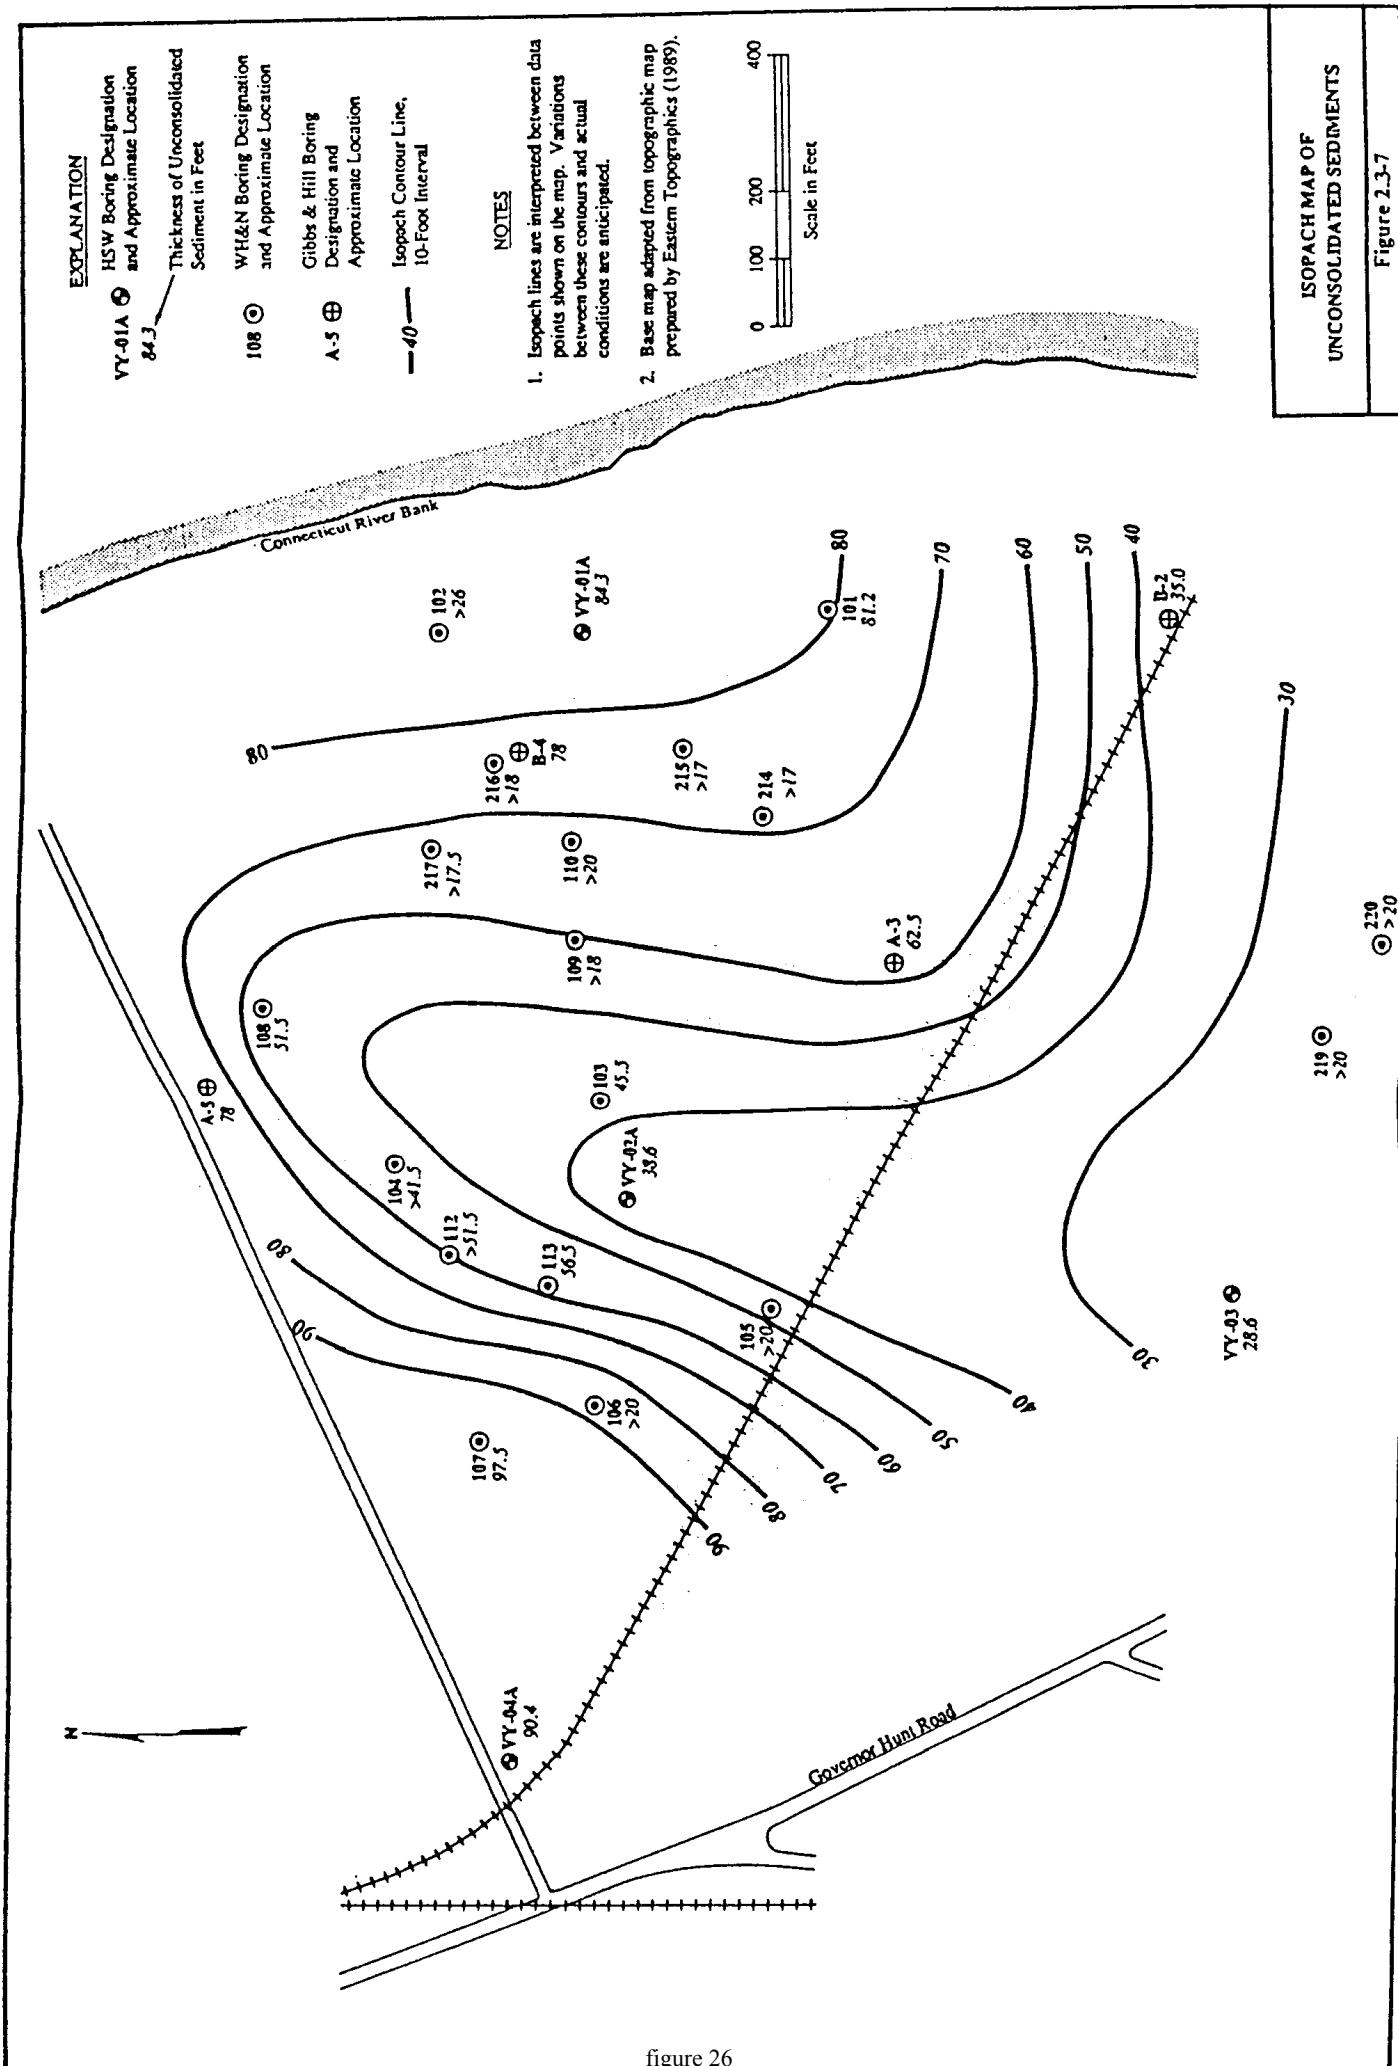 EXPLANATION
VY-01A
84.3
HSW Boring Designation
and Approximate Location
Thickness of Unconsolidated
Sediment in Feet
108
WH&N Boring Designation
and Approximate Location
A-5
Gibbs & Hill Boring
Designation and
Approximate Location
40
Isopach Contour Line,
10-Foot Interval
NOTES
1. Isopach lines are interpreted between data
points shown on the map. Variations
between these contours and actual
conditions are anticipated.
2. Base map adapted from topographic map
prepared by Eastern Topographics (1989).
0 100 200 400
Scale in Feet
ISOPACH MAP OF
UNCONSOLIDATED SEDIMENTS
Figure 2.3-7
Connecticut River Bank
102
>26
VY-01A
84.3
101
81.2
80
70
60
50
40
B-2
35.0
30
80
216
>18
B-4
78
215
>17
214
>17
217
>17.5
110
>20
109
>18
A-3
62.5
220
>20
219
>20
108
51.5
A-5
78
103
45.5
VY-02A
38.6
104
>41.5
112
>51.5
113
56.5
105
>20
80
90
106
>20
107
97.5
VY-03
28.6
30
40
50
60
70
80
90
N
VY-04A
90.4
Governor Hunt Road
figure 26